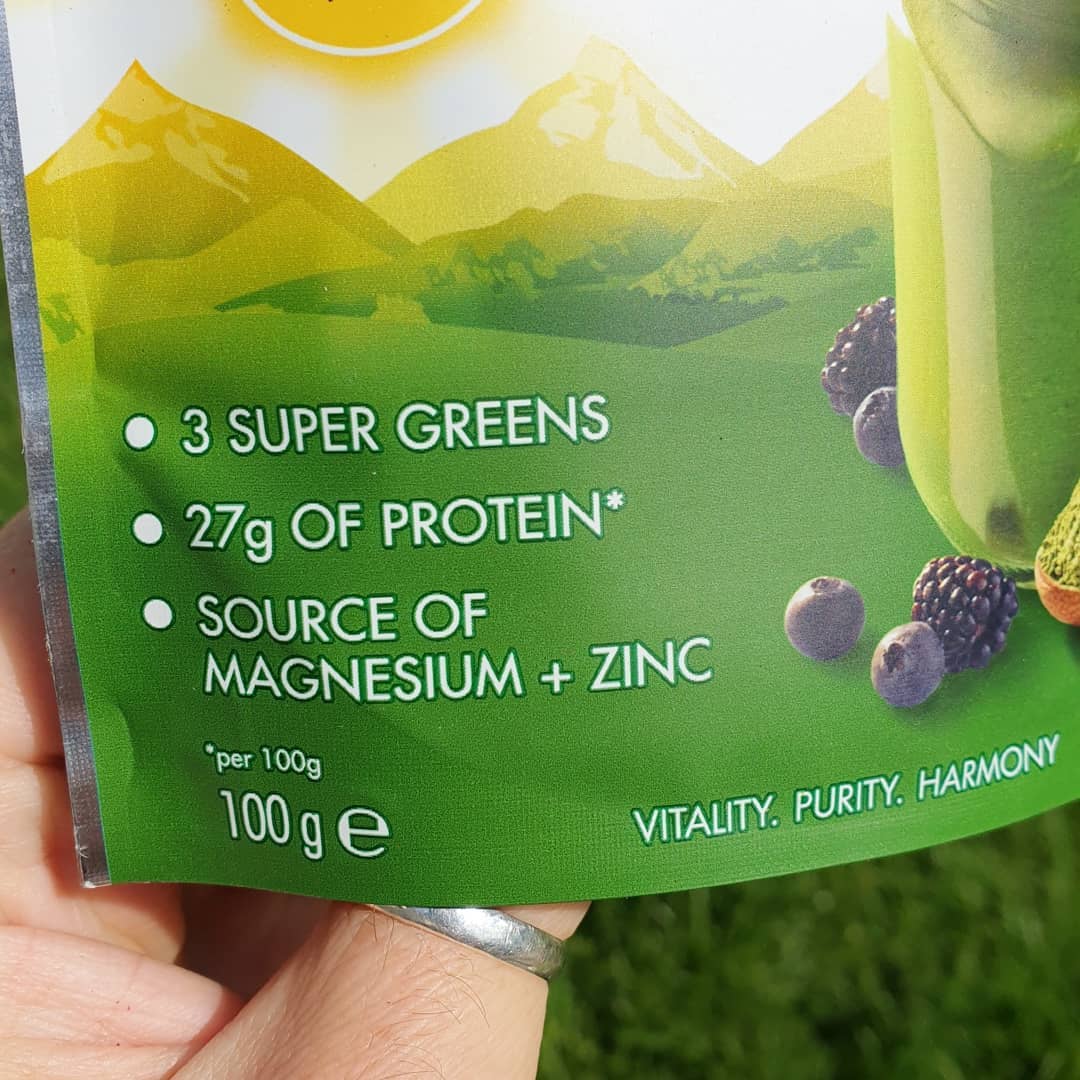 3 SUPER GREENS
27g OF PROTEIN*
SOURCE OF
MAGNESIUM + ZINC
*per 100g
100 g e
VITALITY. PURITY. HARMONY